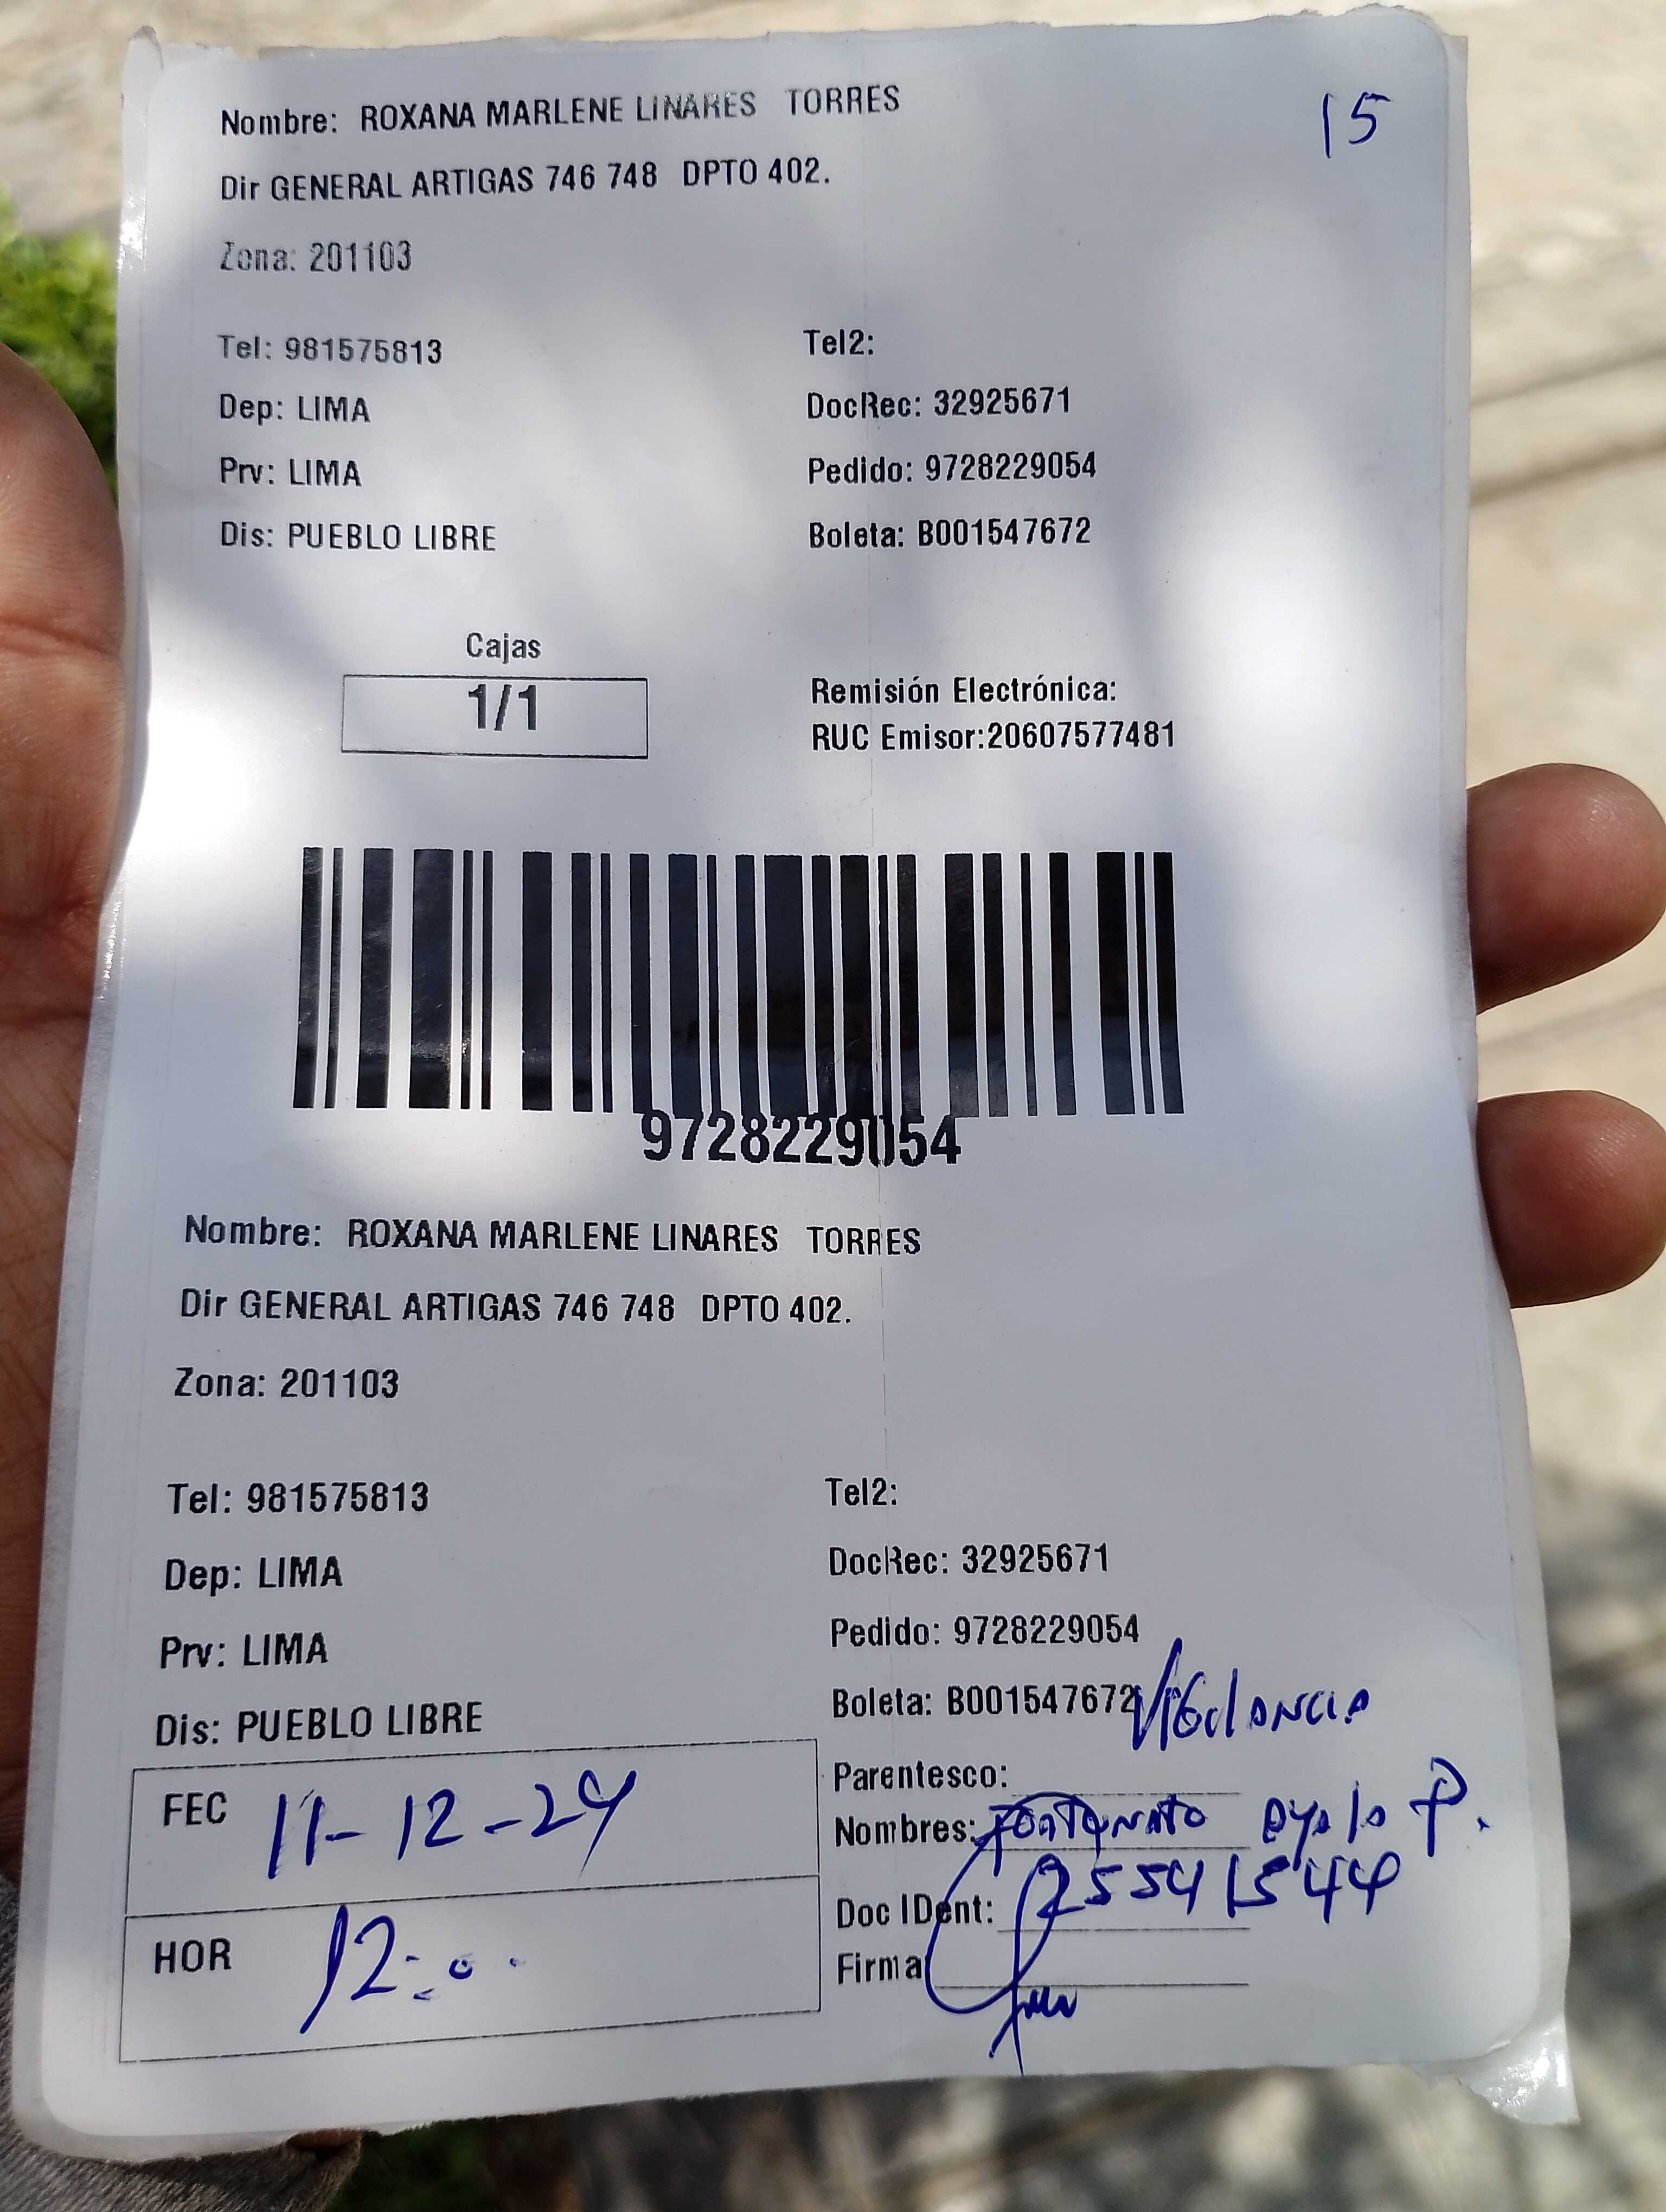 Nombre: ROXANA MARLENE LINARES TORRES
15
Dir GENERAL ARTIGAS 746 748 DPTO 402.
Zona: 201103
Tel: 981575813 Tel2:
Dep: LIMA DocRec: 32925671
Prv: LIMA Pedido: 9728229054
Dis: PUEBLO LIBRE Boleta: B001547672
Cajas
1/1
Remisión Electrónica:
RUC Emisor:20607577481
9728229054
Nombre: ROXANA MARLENE LINARES TORRES
Dir GENERAL ARTIGAS 746 748 DPTO 402.
Zona: 201103
Tel: 981575813 Tel2:
Dep: LIMA DocRec: 32925671
Prv: LIMA Pedido: 9728229054
Dis: PUEBLO LIBRE Boleta: B001547672
Vigilancia
FEC 11-12-24
Parentesco:
Nombres: Fortunato Ayala P.
HOR 12:00
Doc IDent: 25541544
Firma